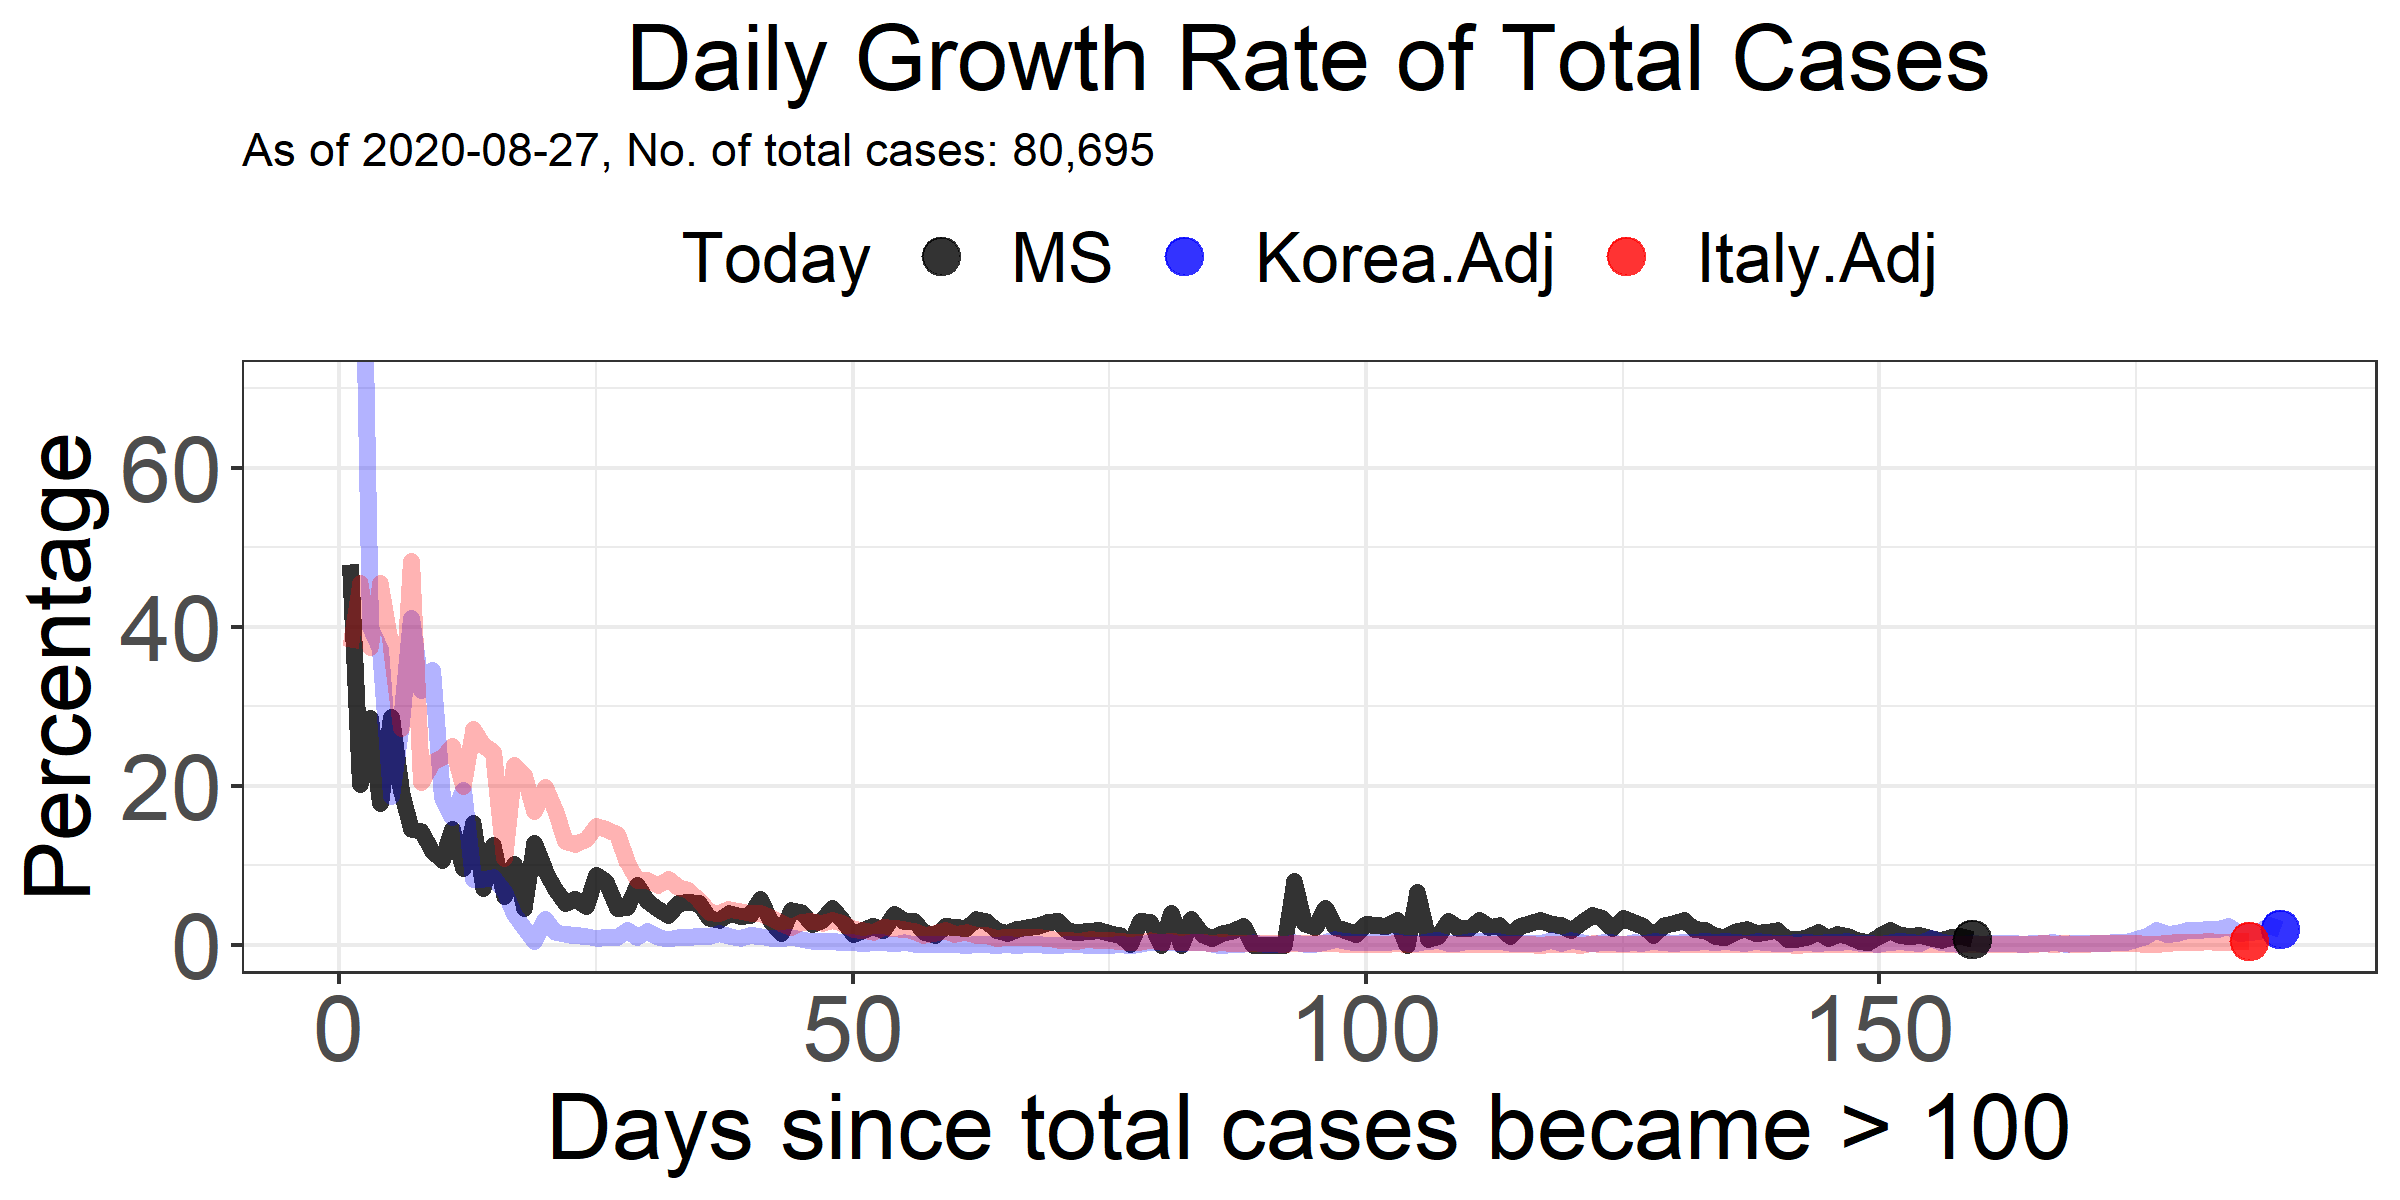 Daily Growth Rate of Total Cases
As of 2020-08-27, No. of total cases: 80,695
Today MS Korea.Adj Italy.Adj
Percentage
60
40
20
0
0 50 100 150
Days since total cases became > 100